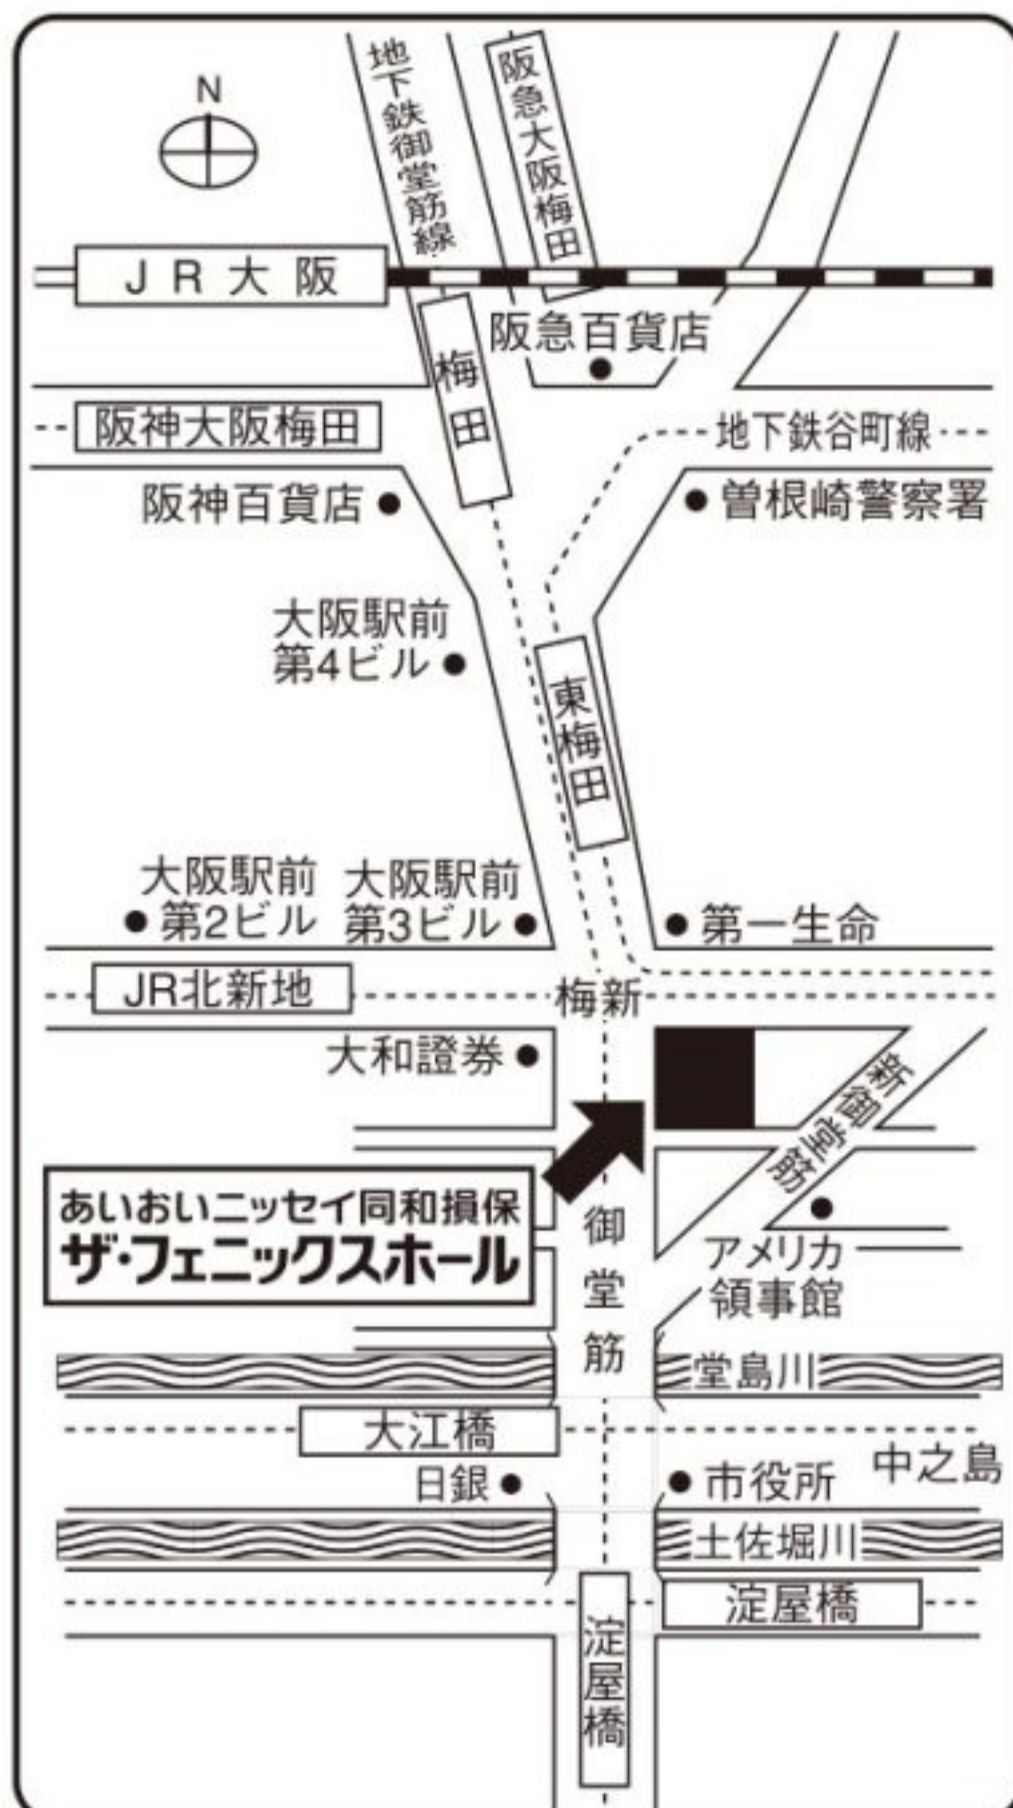 N
地下鉄御堂筋線
阪急大阪梅田
JR大阪
梅田
阪急百貨店
阪神大阪梅田
地下鉄谷町線
阪神百貨店
曽根崎警察署
大阪駅前
第4ビル
東梅田
大阪駅前
第2ビル
大阪駅前
第3ビル
第一生命
JR北新地
梅新
大和證券
新御堂筋
あいおいニッセイ同和損保
ザ・フェニックスホール
御堂筋
アメリカ
領事館
堂島川
大江橋
中之島
日銀
市役所
土佐堀川
淀屋橋
淀屋橋